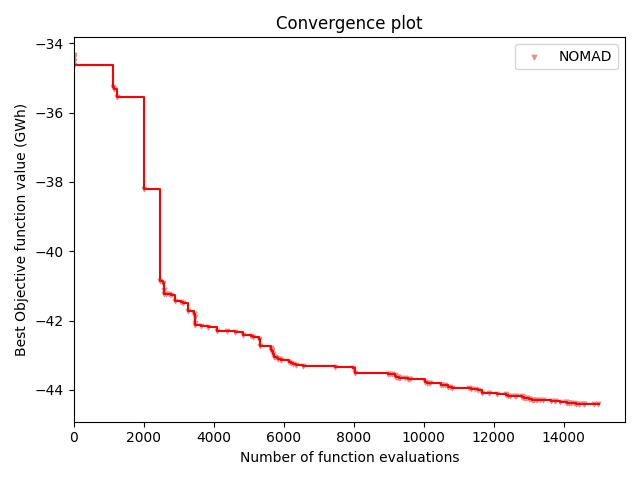 Convergence plot
NOMAD
Best Objective function value (GWh)
−34
−36
−38
−40
−42
−44
0 2000 4000 6000 8000 10000 12000 14000
Number of function evaluations